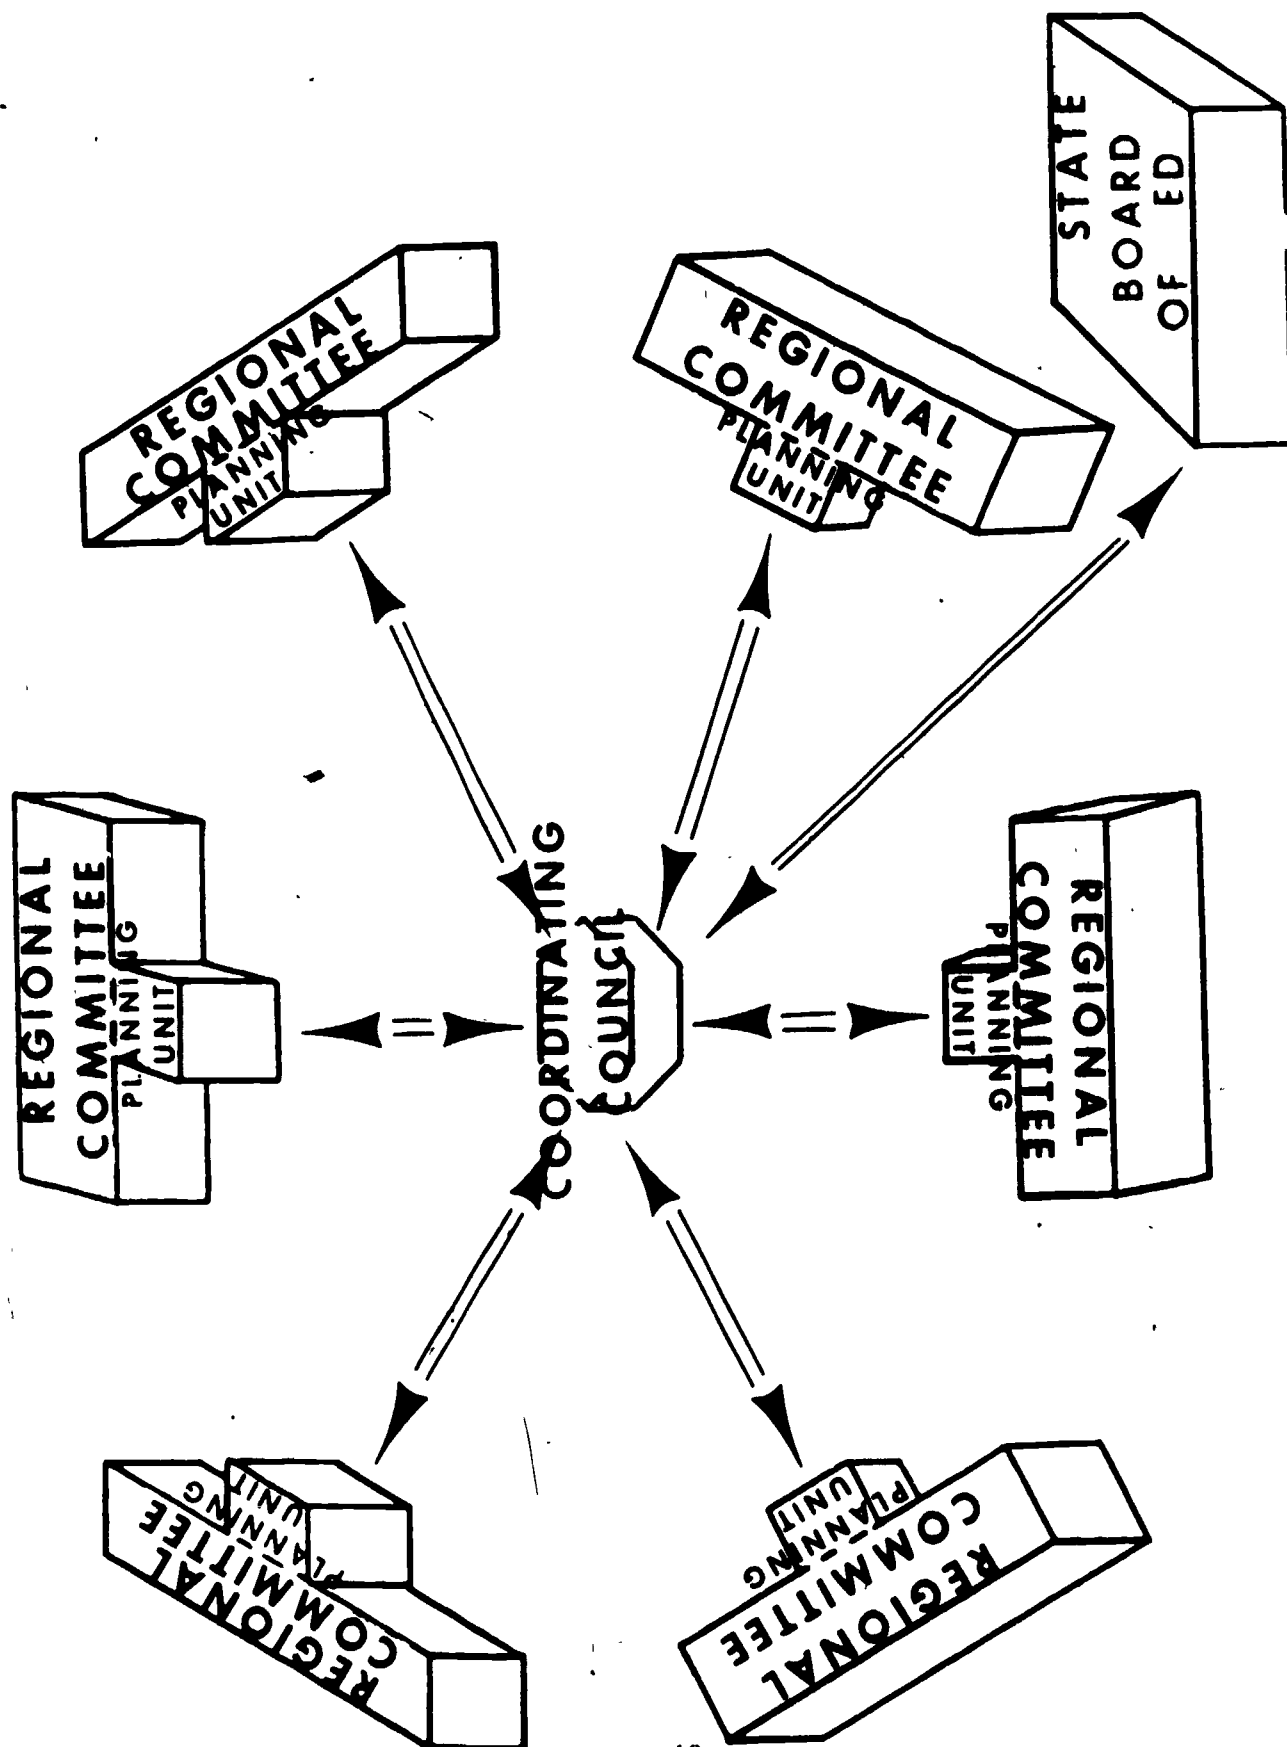 STATE
BOARD
OF ED
REGIONAL
COMMITTEE
PLANNING
UNIT
REGIONAL
COMMITTEE
PLANNING
UNIT
REGIONAL
COMMITTEE
PLANNING
UNIT
COORDINATING
COUNCIL
REGIONAL
COMMITTEE
PLANNING
UNIT
REGIONAL
COMMITTEE
PLANNING
UNIT
REGIONAL
COMMITTEE
PLANNING
UNIT